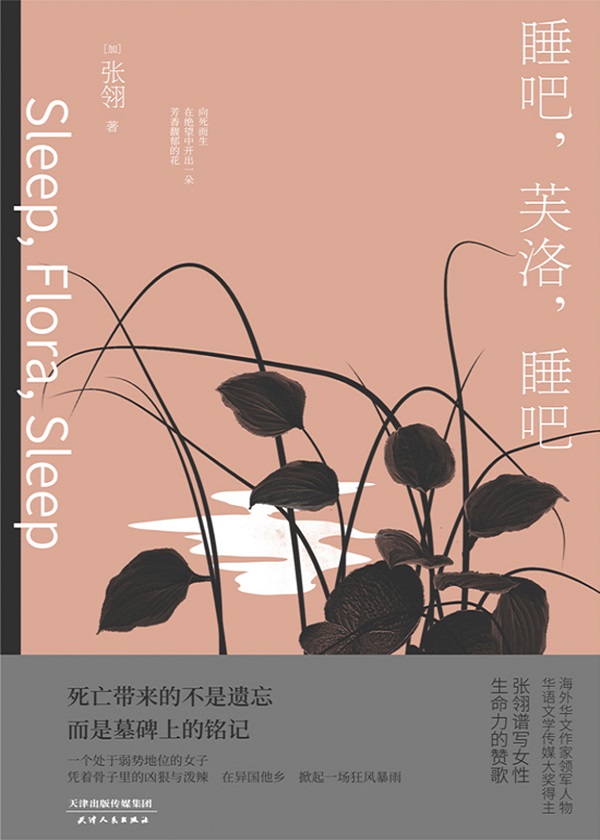 睡吧，芙洛，睡吧
[加]
张翎
著
向死而生
在绝望中开出一朵
芳香馥郁的花
Sleep, Flora, Sleep
死亡带来的不是遗忘
而是墓碑上的铭记
一个处于弱势地位的女子
凭着骨子里的凶狠与泼辣　在异国他乡　掀起一场狂风暴雨
海外华文作家领军人物
华语文学传媒大奖得主
张翎谱写女性
生命力的赞歌
天津出版传媒集团
天津人民出版社